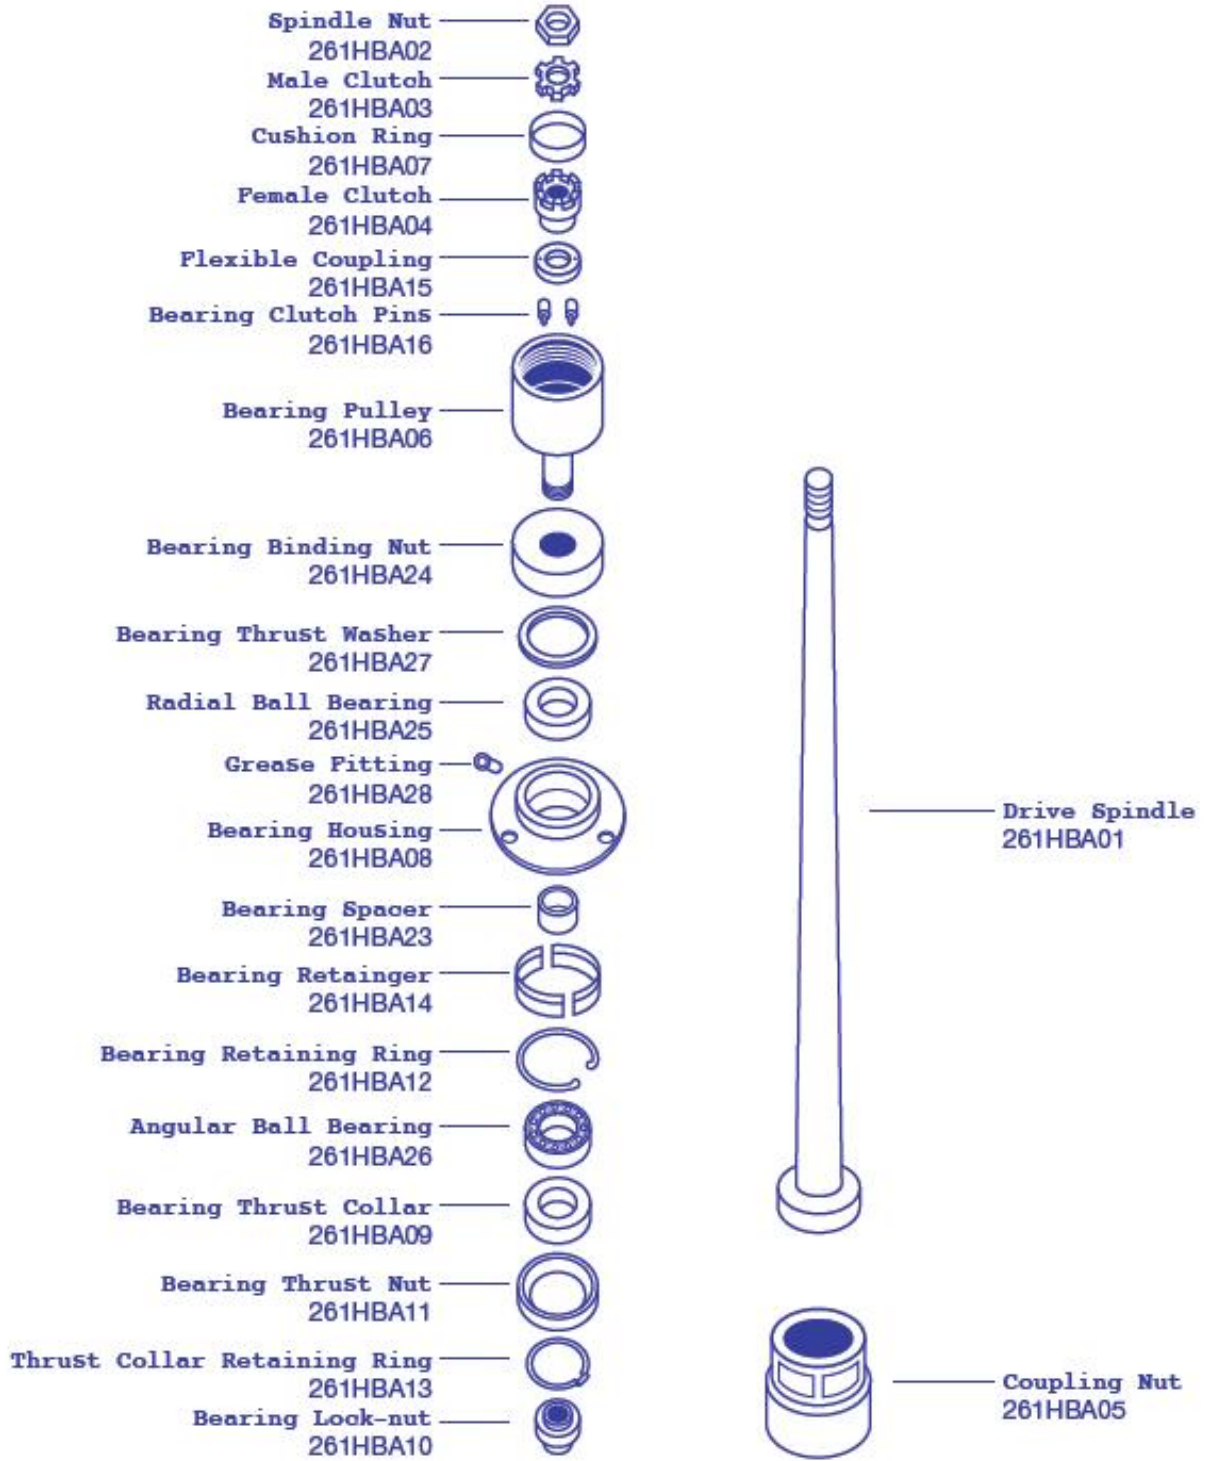 Spindle Nut
261HBA02
Male Clutch
261HBA03
Cushion Ring
261HBA07
Female Clutch
261HBA04
Flexible Coupling
261HBA15
Bearing Clutch Pins
261HBA16
Bearing Pulley
261HBA06
Bearing Binding Nut
261HBA24
Bearing Thrust Washer
261HBA27
Radial Ball Bearing
261HBA25
Grease Fitting
261HBA28
Bearing Housing
261HBA08
Bearing Spacer
261HBA23
Bearing Retainger
261HBA14
Bearing Retaining Ring
261HBA12
Angular Ball Bearing
261HBA26
Bearing Thrust Collar
261HBA09
Bearing Thrust Nut
261HBA11
Thrust Collar Retaining Ring
261HBA13
Bearing Lock-nut
261HBA10
Drive Spindle
261HBA01
Coupling Nut
261HBA05